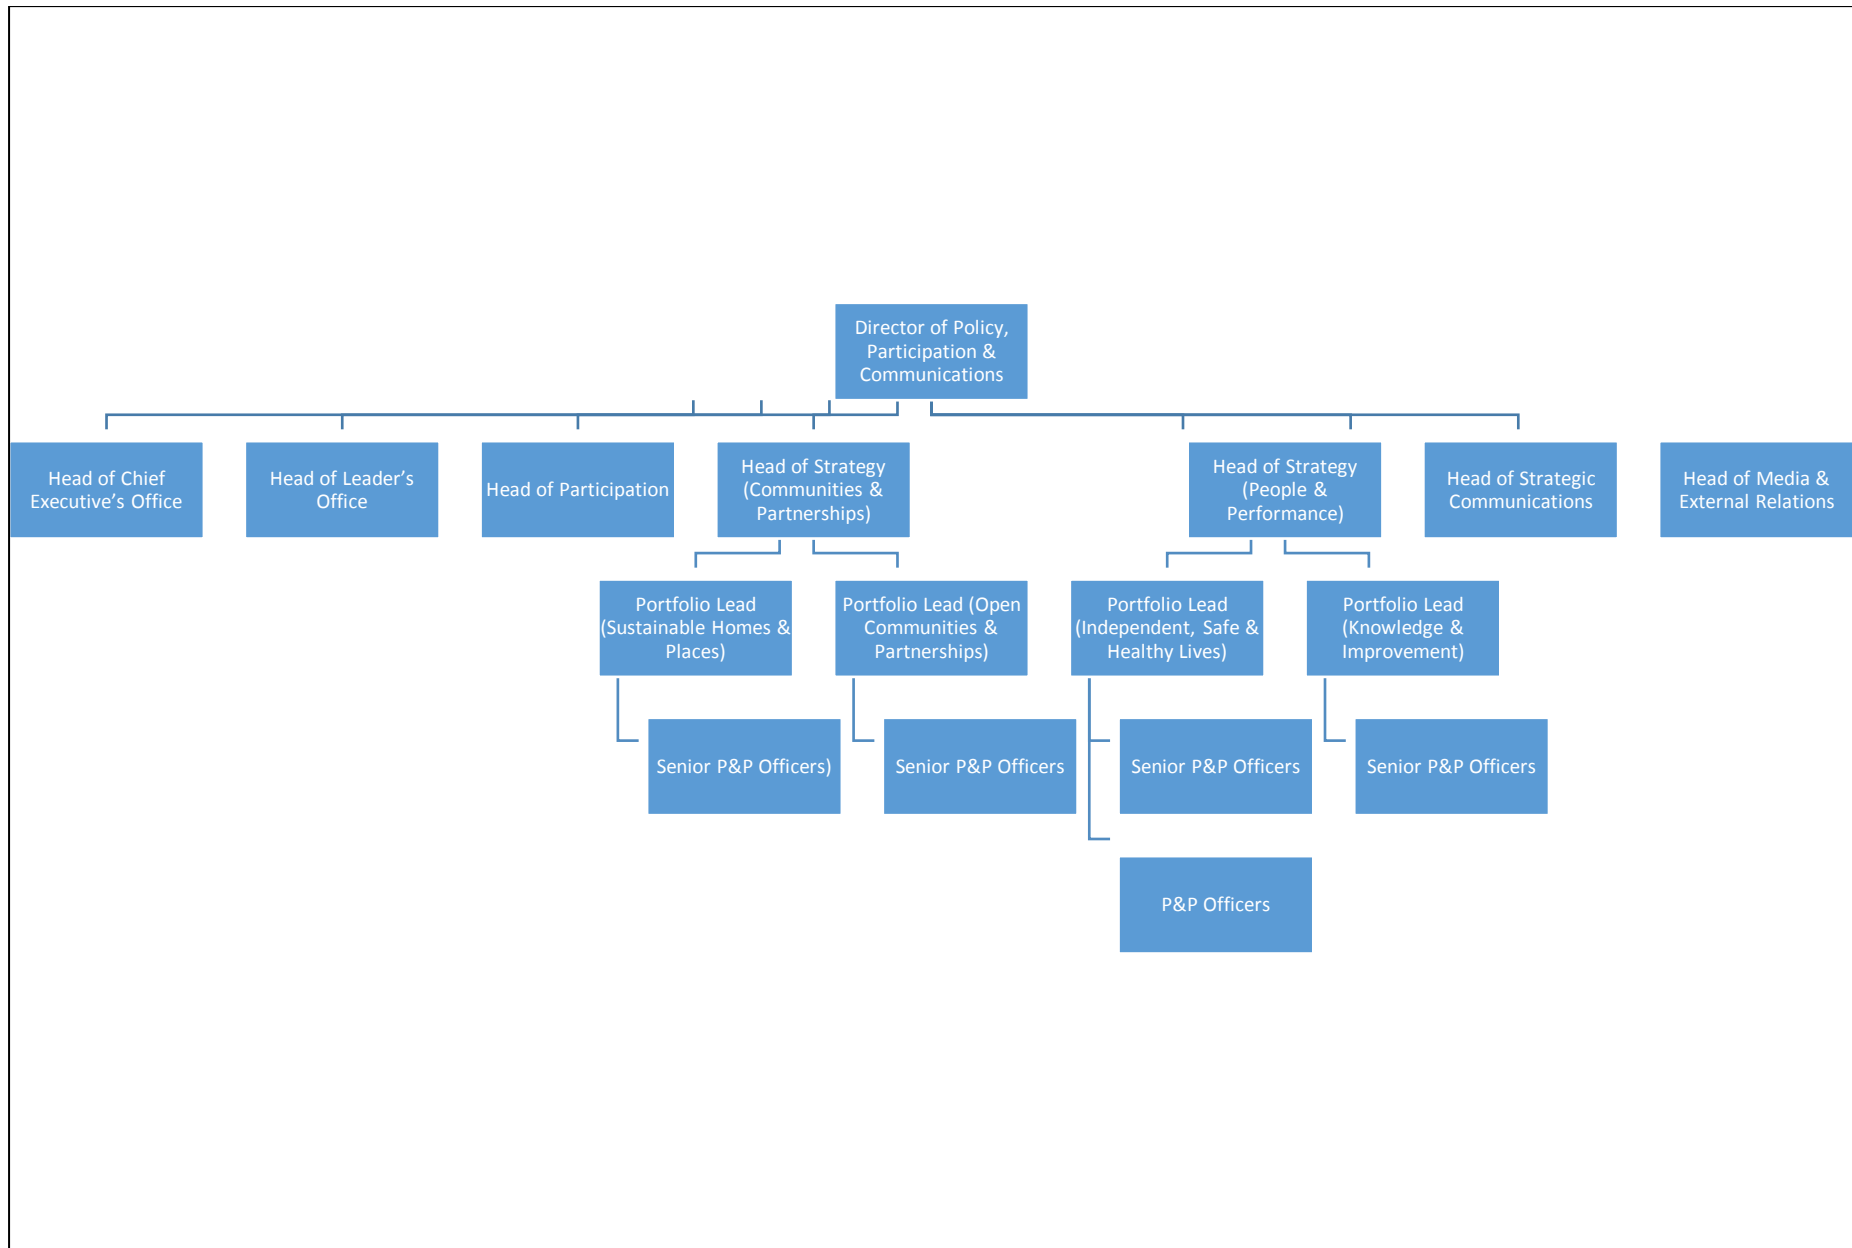 Director of Policy,
Participation &
Communications
Head of Chief
Executive’s Office
Head of Leader’s
Office
Head of Participation
Head of Strategy
(Communities &
Partnerships)
Head of Strategy
(People &
Performance)
Head of Strategic
Communications
Head of Media &
External Relations
Portfolio Lead
(Sustainable Homes &
Places)
Portfolio Lead (Open
Communities &
Partnerships)
Portfolio Lead
(Independent, Safe &
Healthy Lives)
Portfolio Lead
(Knowledge &
Improvement)
Senior P&P Officers)
Senior P&P Officers
Senior P&P Officers
Senior P&P Officers
P&P Officers